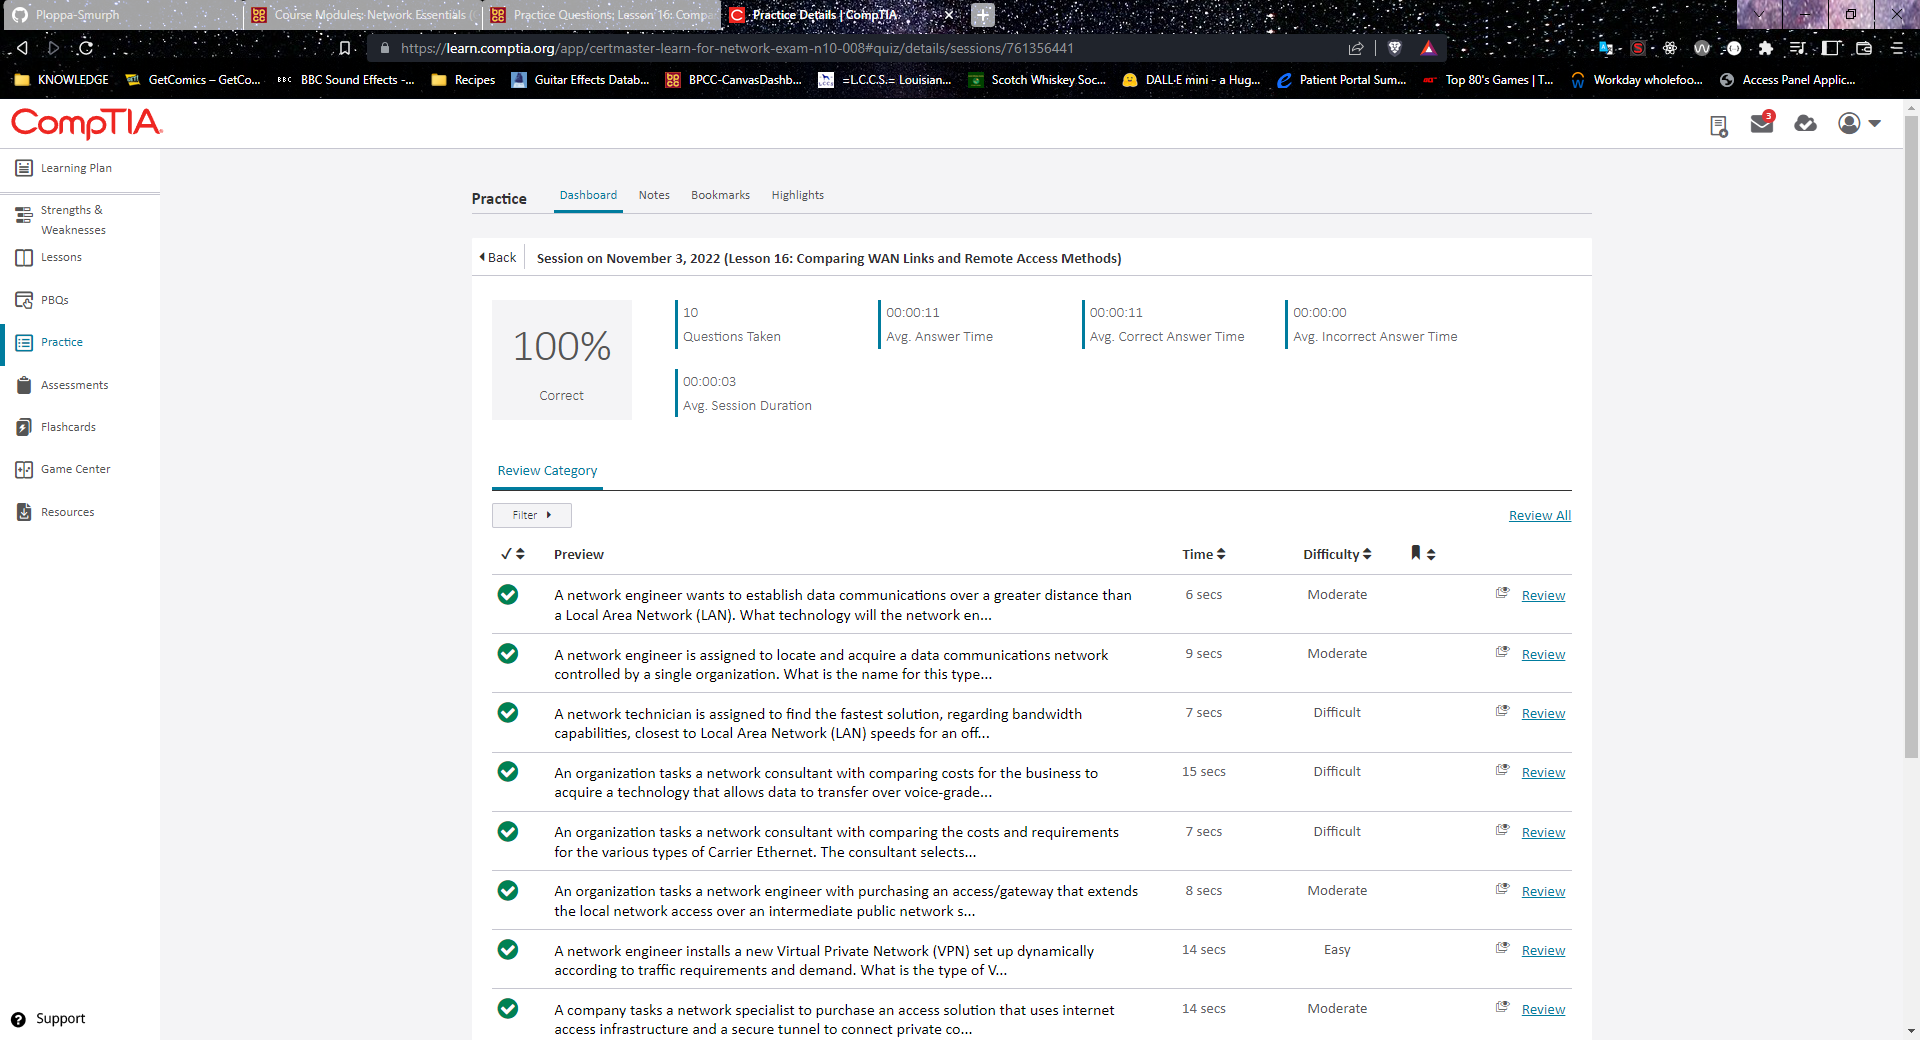 Ploppa-Smurph
Course Modules: Network Essentials (
Practice Questions: Lesson 16: Compa
Practice Details | CompTIA
https://learn.comptia.org/app/certmaster-learn-for-network-exam-n10-008#quiz/details/sessions/761356441
KNOWLEDGE
GetComics – GetCo...
BBC BBC Sound Effects -...
Recipes
Guitar Effects Datab...
BPCC-CanvasDashb...
=L.C.C.S.= Louisian...
Scotch Whiskey Soc...
DALL·E mini - a Hug...
Patient Portal Sum...
Top 80's Games | T...
Workday wholefoo...
Access Panel Applic...
CompTIA.
3
Learning Plan
Strengths &
Weaknesses
Lessons
PBQs
Practice
Assessments
Flashcards
Game Center
Resources
Support
Practice
Dashboard
Notes
Bookmarks
Highlights
Back
Session on November 3, 2022 (Lesson 16: Comparing WAN Links and Remote Access Methods)
100%
Correct
10
Questions Taken
00:00:11
Avg. Answer Time
00:00:11
Avg. Correct Answer Time
00:00:00
Avg. Incorrect Answer Time
00:00:03
Avg. Session Duration
Review Category
Filter
Review All
Preview
Time
Difficulty
A network engineer wants to establish data communications over a greater distance than
a Local Area Network (LAN). What technology will the network en...
6 secs
Moderate
Review
A network engineer is assigned to locate and acquire a data communications network
controlled by a single organization. What is the name for this type...
9 secs
Moderate
Review
A network technician is assigned to find the fastest solution, regarding bandwidth
capabilities, closest to Local Area Network (LAN) speeds for an off...
7 secs
Difficult
Review
An organization tasks a network consultant with comparing costs for the business to
acquire a technology that allows data to transfer over voice-grade...
15 secs
Difficult
Review
An organization tasks a network consultant with comparing the costs and requirements
for the various types of Carrier Ethernet. The consultant selects...
7 secs
Difficult
Review
An organization tasks a network engineer with purchasing an access/gateway that extends
the local network access over an intermediate public network s...
8 secs
Moderate
Review
A network engineer installs a new Virtual Private Network (VPN) set up dynamically
according to traffic requirements and demand. What is the type of V...
14 secs
Easy
Review
A company tasks a network specialist to purchase an access solution that uses internet
access infrastructure and a secure tunnel to connect private co...
14 secs
Moderate
Review